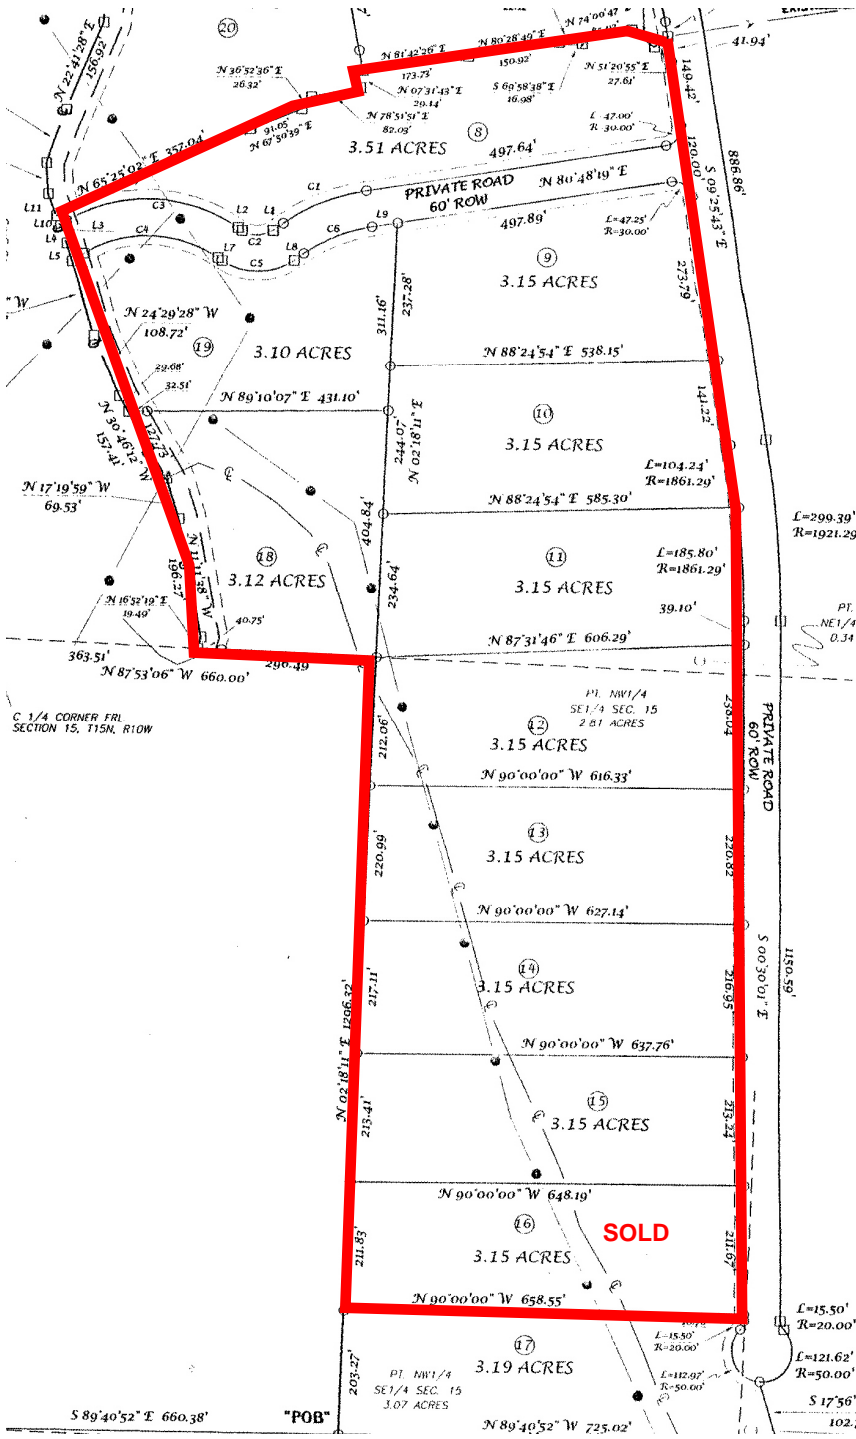 20
N 74°00'47"
N 80°28'49" E
150.92'
N 81°42'26" E
173.73'
41.94'
N 22°41'28" E
156.92'
N 36°52'36" E
26.32'
N 07°31'43" E
29.14'
S 69°58'38" E
16.98'
N 51°20'55" E
27.61'
149.42'
N 78°51'51" E
82.03'
91.05'
N 67°50'39" E
L=47.00'
R=30.00'
8
3.51 ACRES
497.64'
120.00'
886.86'
N 65°25'02" E 357.04'
C1
PRIVATE ROAD
60' ROW
N 80°48'19" E
S 09°25'43" E
L11
L10
L3
C3
L2
L1
C2
C6
L9
497.89'
L=47.25'
R=30.00'
L4
L5
C4
L7
C5
L8
9
3.15 ACRES
237.28'
311.16'
273.79'
" W
N 24°29'28" W
108.72'
19
3.10 ACRES
N 88°24'54" E 538.15'
29.68'
32.51'
N 89°10'07" E 431.10'
N 30°46'12" W
157.41'
127.73'
10
3.15 ACRES
244.07'
N 02°18'11" E
141.22'
L=104.24'
R=1861.29'
N 17°19'59" W
69.53'
N 88°24'54" E 585.30'
404.84'
L=299.39'
R=1921.29
18
3.12 ACRES
11
3.15 ACRES
L=185.80'
R=1861.29'
N 11°11'38" W
196.27'
234.64'
39.10'
N 16°52'19" E
19.49'
40.75'
PT.
NE1/4
0.34
N 87°31'46" E 606.29'
363.51'
296.49
N 87°53'06" W 660.00'
C 1/4 CORNER FRL
SECTION 15, T15N, R10W
PT. NW1/4
SE1/4 SEC. 15
2.81 ACRES
12
3.15 ACRES
212.06'
238.04'
PRIVATE ROAD
60' ROW
N 90°00'00" W 616.33'
13
3.15 ACRES
220.99'
220.82
N 90°00'00" W 627.14'
14
3.15 ACRES
217.11'
216.95'
S 00°30'01" E
1150.59'
N 02°18'11" E 1296.32'
N 90°00'00" W 637.76'
15
3.15 ACRES
213.41'
213.24'
N 90°00'00" W 648.19'
16
3.15 ACRES
SOLD
211.83'
211.67'
N 90°00'00" W 658.55'
L=15.50'
R=20.00'
L=15.50'
R=20.00'
17
3.19 ACRES
L=112.97'
R=50.00'
L=121.62'
R=50.00'
203.27'
PT. NW1/4
SE1/4 SEC. 15
3.07 ACRES
S 17°56'
S 89°40'52" E 660.38'
"POB"
N 89°40'52" W 725.02'